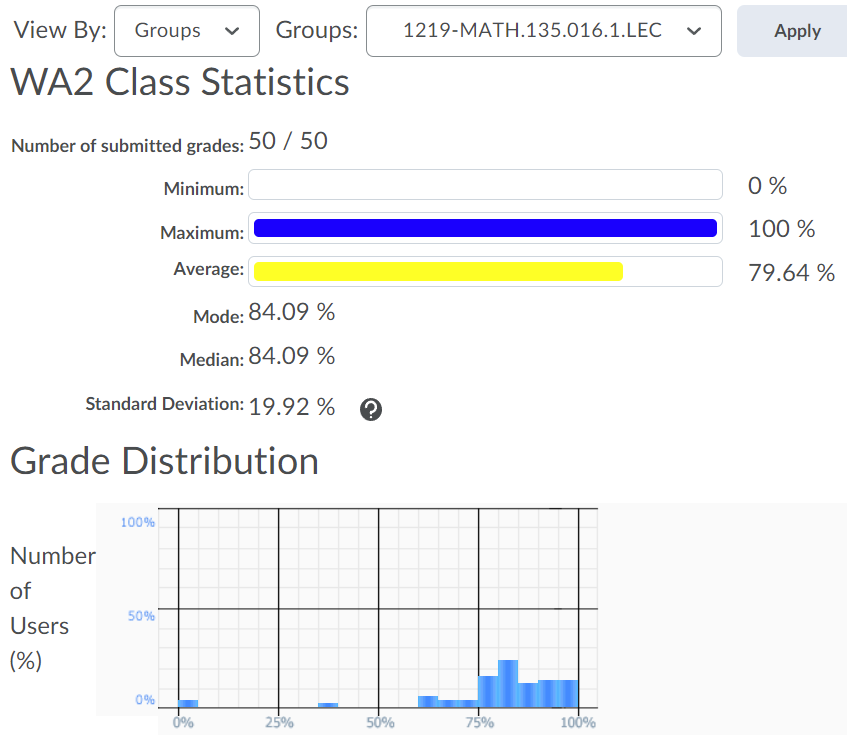 View By: Groups Groups: 1219-MATH.135.016.1.LEC Apply
WA2 Class Statistics
Number of submitted grades: 50 / 50
Minimum: 0 %
Maximum: 100 %
Average: 79.64 %
Mode: 84.09 %
Median: 84.09 %
Standard Deviation: 19.92 % ?
Grade Distribution
Number
of
Users
(%)
100%
50%
0%
0% 25% 50% 75% 100%